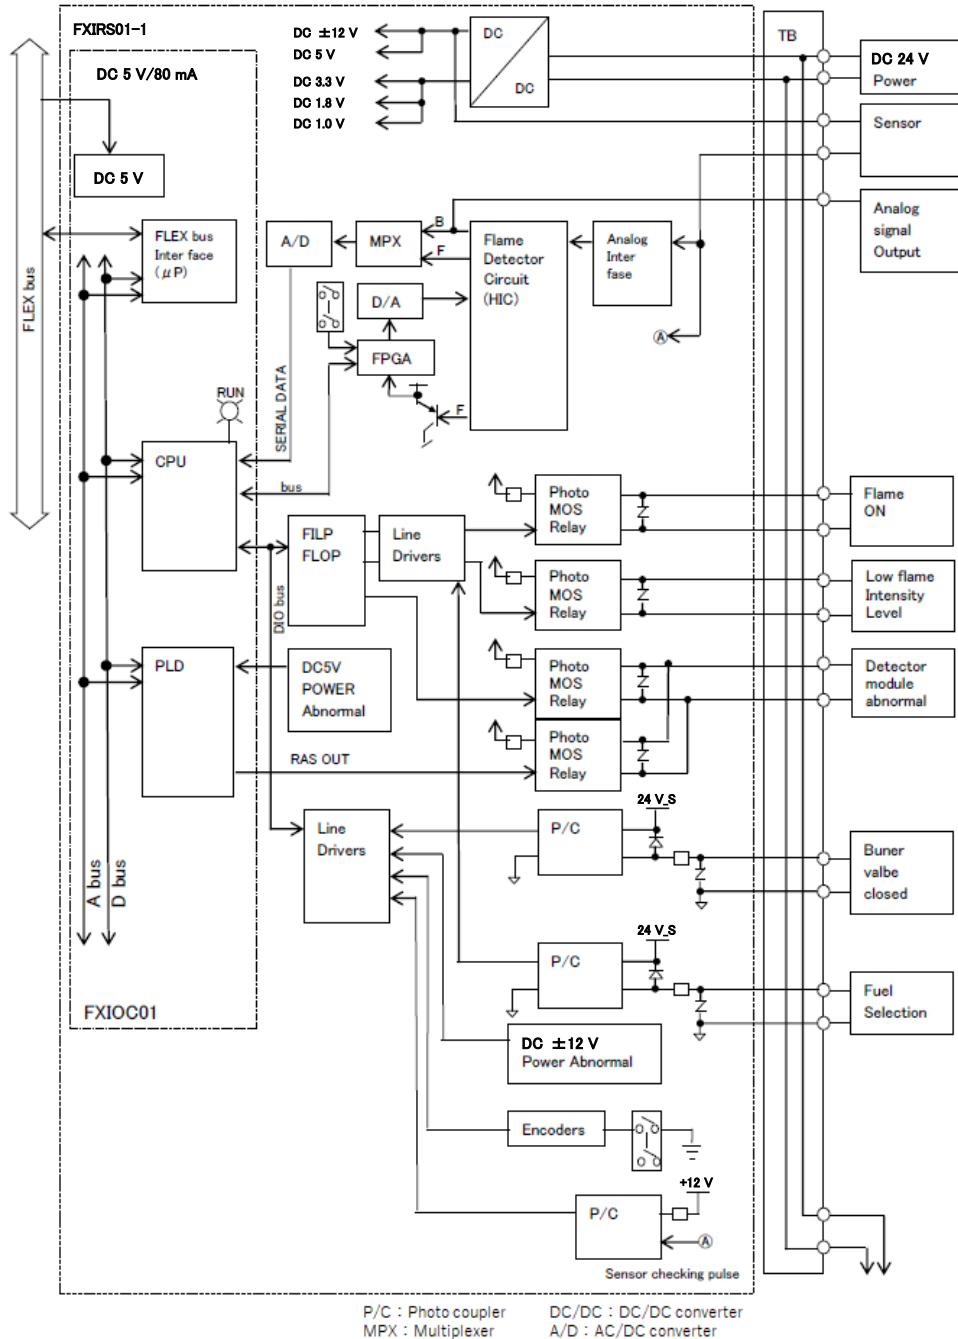 FXIRS01-1
DC 5 V/80 mA
DC 5 V
FLEX bus
FLEX bus
Inter face
(μP)
RUN
CPU
PLD
A bus
D bus
FXIOC01
DC ±12 V
DC 5 V
DC 3.3 V
DC 1.8 V
DC 1.0 V
DC
DC
TB
DC 24 V
Power
Sensor
Analog
signal
Output
A/D
MPX
B
F
Flame
Detector
Circuit
(HIC)
Analog
Inter
fase
D/A
FPGA
F
A
SERIAL DATA
bus
FILP
FLOP
Line
Drivers
DIO bus
Photo
MOS
Relay
Flame
ON
Photo
MOS
Relay
Low flame
Intensity
Level
DC5V
POWER
Abnormal
Photo
MOS
Relay
Detector
module
abnormal
RAS OUT
Photo
MOS
Relay
Line
Drivers
P/C
24 V_S
Buner
valbe
closed
P/C
24 V_S
Fuel
Selection
DC ±12 V
Power Abnormal
Encoders
P/C
+12 V
A
Sensor checking pulse
P/C : Photo coupler DC/DC : DC/DC converter
MPX : Multiplexer A/D : AC/DC converter